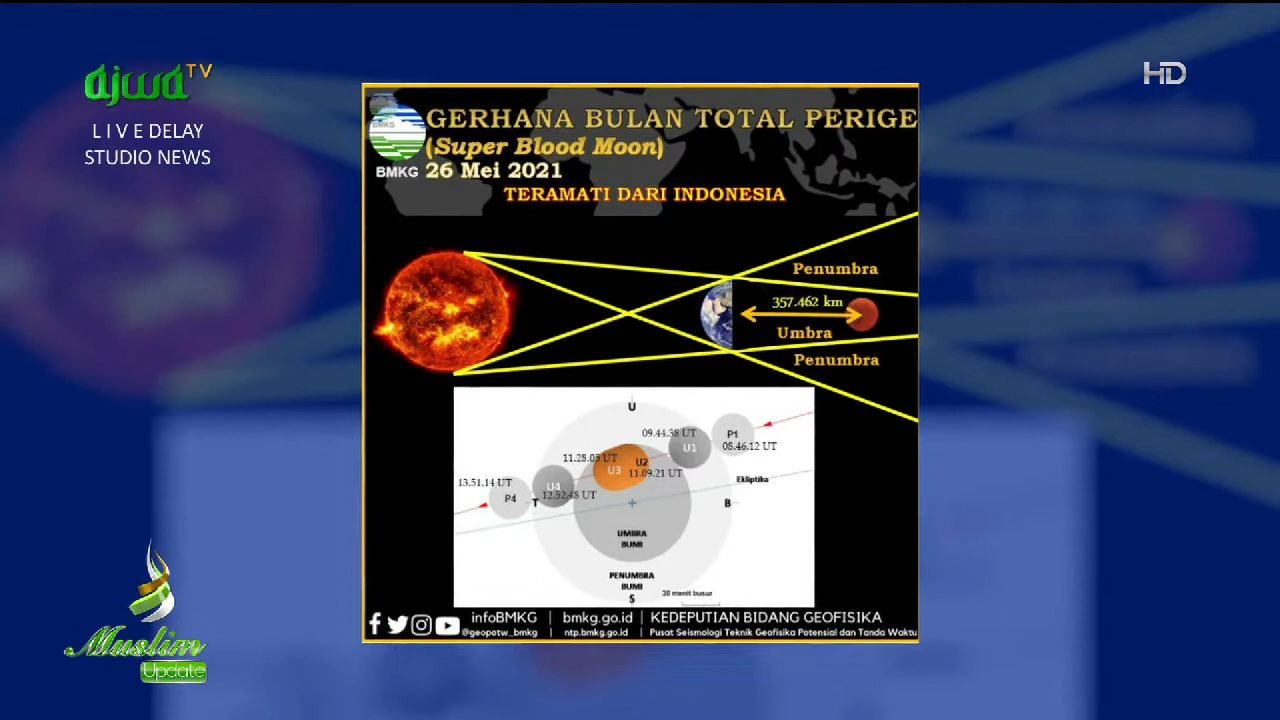 ajwa TV
HD
L I V E DELAY
STUDIO NEWS
BMKG
GERHANA BULAN TOTAL PERIGE
(Super Blood Moon)
BMKG
26 Mei 2021
TERAMATI DARI INDONESIA
Penumbra
357.462 km
Umbra
Penumbra
U
09.44.38 UT
P1
08.46.12 UT
U1
11.28.05 UT
U2
U3
11.09.21 UT
Ekliptika
13.51.14 UT
U4
12.52.48 UT
P4
T
B
UMBRA
BUMI
PENUMBRA
BUMI
S
30 menit busur
infoBMKG | bmkg.go.id | KEDEPUTIAN BIDANG GEOFISIKA
@geopotw_bmkg | ntp.bmkg.go.id | Pusat Seismologi Teknik Geofisika Potensial dan Tanda Waktu
Muslim
Update